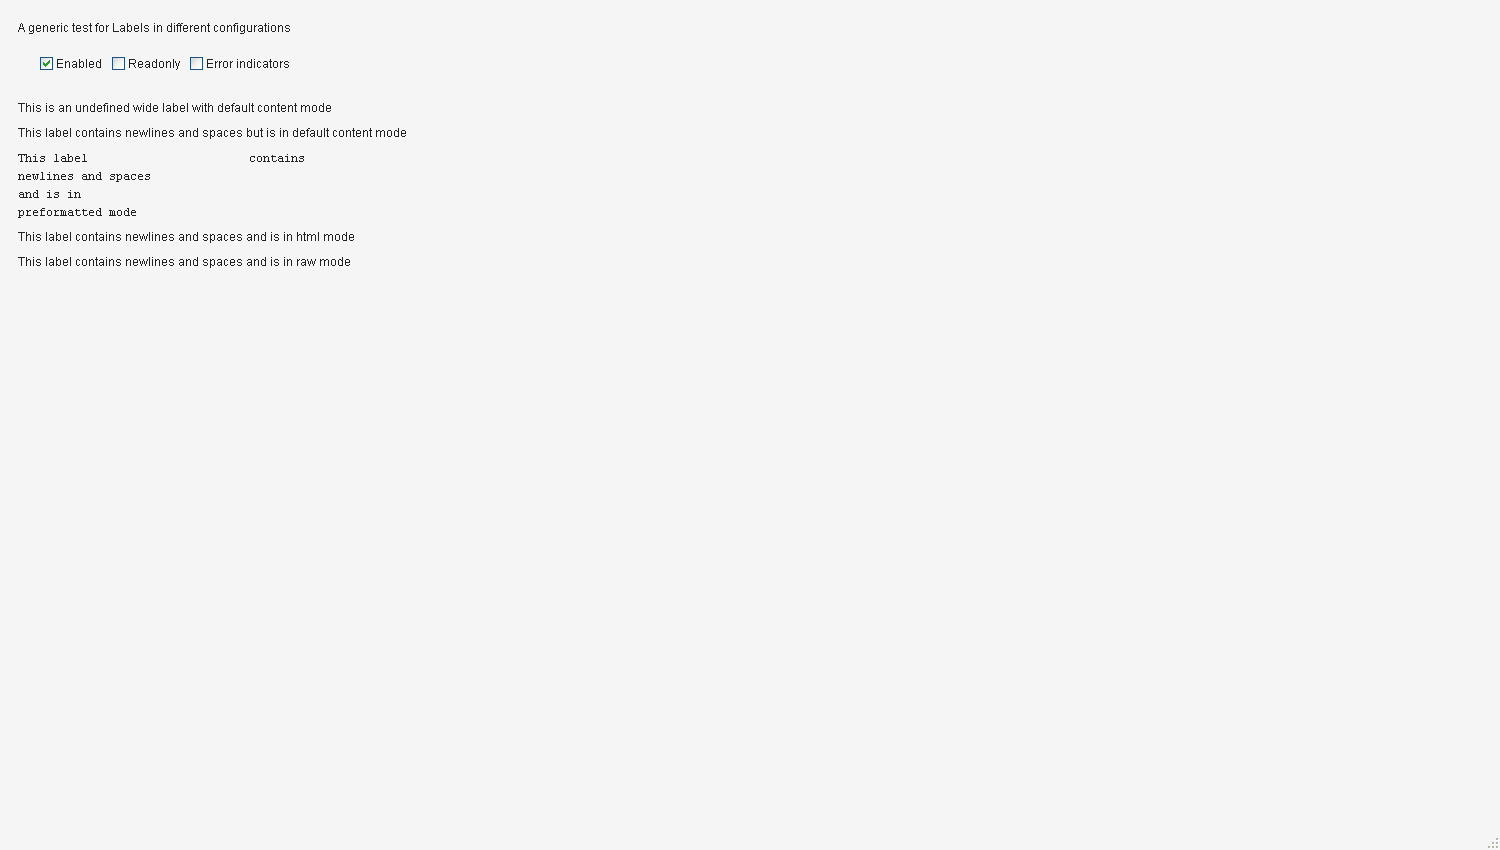 A generic test for Labels in different configurations
Enabled Readonly Error indicators
This is an undefined wide label with default content mode
This label contains newlines and spaces but is in default content mode
This label                       contains
newlines and spaces
and is in
preformatted mode
This label contains newlines and spaces and is in html mode
This label contains newlines and spaces and is in raw mode